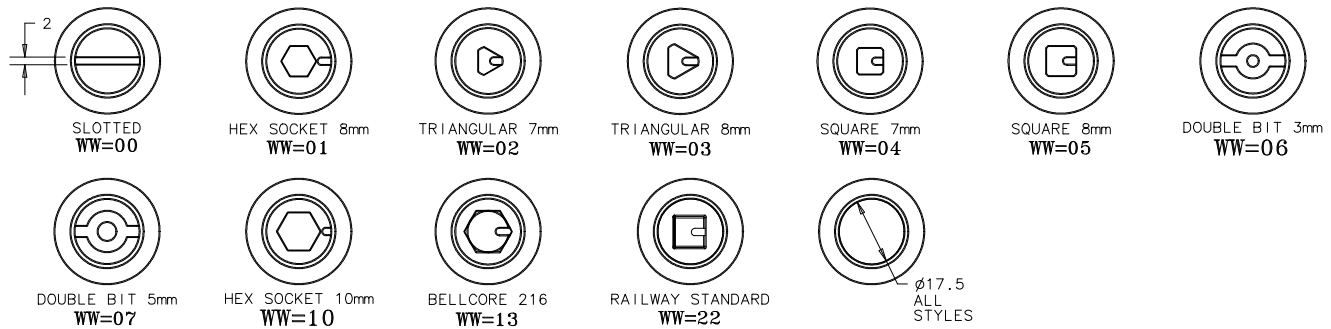 2
SLOTTED
WW=00
HEX SOCKET 8mm
WW=01
TRIANGULAR 7mm
WW=02
TRIANGULAR 8mm
WW=03
SQUARE 7mm
WW=04
SQUARE 8mm
WW=05
DOUBLE BIT 3mm
WW=06
DOUBLE BIT 5mm
WW=07
HEX SOCKET 10mm
WW=10
BELLCORE 216
WW=13
RAILWAY STANDARD
WW=22
Ø17.5
ALL
STYLES